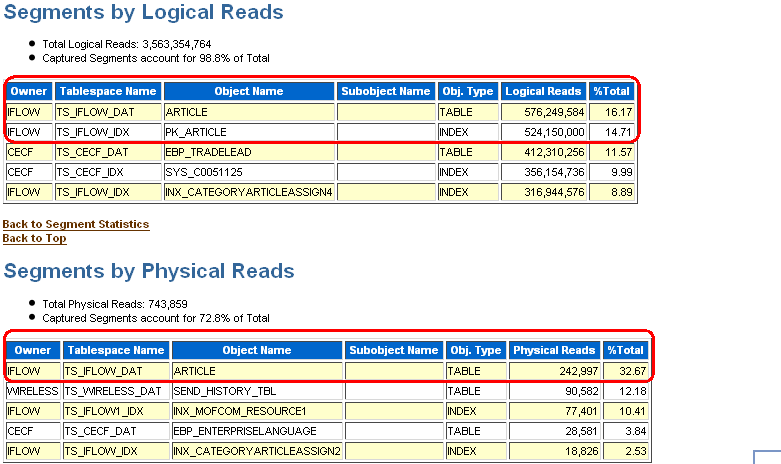 Segments by Logical Reads
Total Logical Reads: 3,563,354,764
Captured Segments account for 98.8% of Total
Owner Tablespace Name Object Name Subobject Name Obj. Type Logical Reads %Total
IFLOW TS_IFLOW_DAT ARTICLE TABLE 576,249,584 16.17
IFLOW TS_IFLOW_IDX PK_ARTICLE INDEX 524,150,000 14.71
CECF TS_CECF_DAT EBP_TRADELEAD TABLE 412,310,256 11.57
CECF TS_CECF_IDX SYS_C0051125 INDEX 356,154,736 9.99
IFLOW TS_IFLOW_IDX INX_CATEGORYARTICLEASSIGN4 INDEX 316,944,576 8.89
Back to Segment Statistics
Back to Top
Segments by Physical Reads
Total Physical Reads: 743,859
Captured Segments account for 72.8% of Total
Owner Tablespace Name Object Name Subobject Name Obj. Type Physical Reads %Total
IFLOW TS_IFLOW_DAT ARTICLE TABLE 242,997 32.67
WIRELESS TS_WIRELESS_DAT SEND_HISTORY_TBL TABLE 90,582 12.18
IFLOW TS_IFLOW1_IDX INX_MOFCOM_RESOURCE1 INDEX 77,401 10.41
CECF TS_CECF_DAT EBP_ENTERPRISELANGUAGE TABLE 28,581 3.84
IFLOW TS_IFLOW_IDX INX_CATEGORYARTICLEASSIGN2 INDEX 18,826 2.53